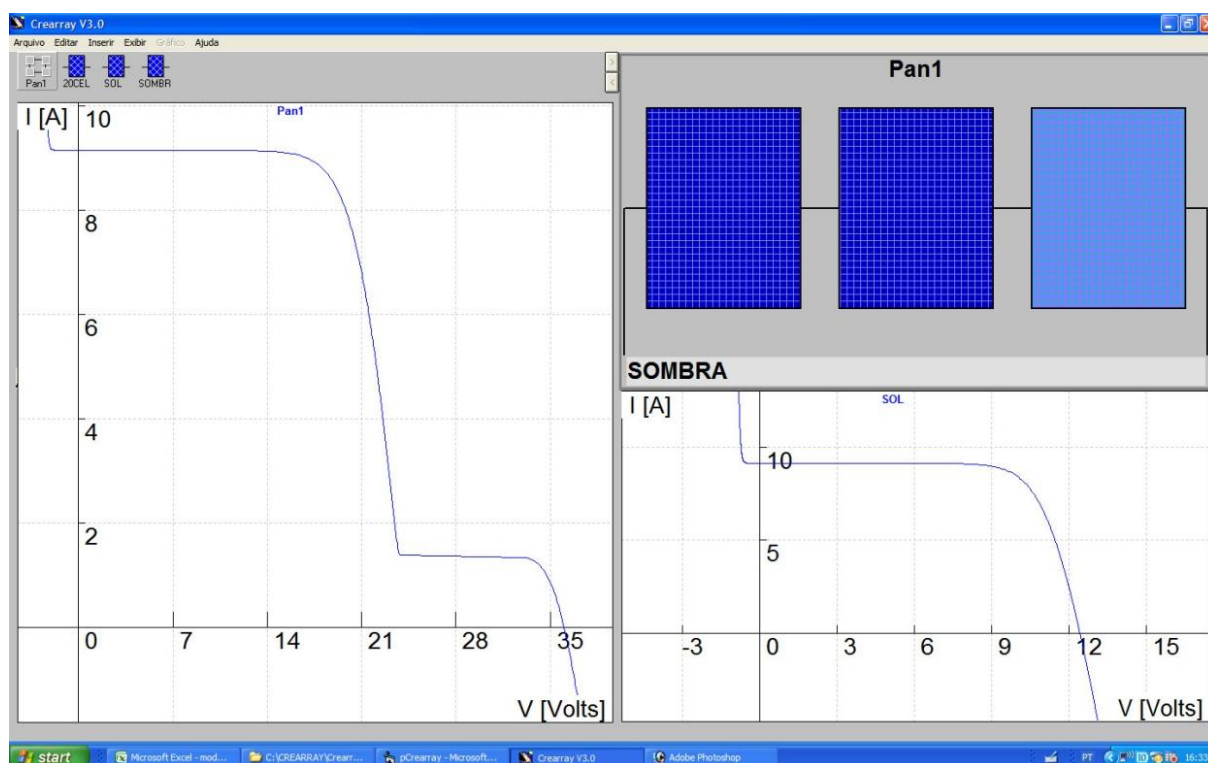 Crearray V3.0
Arquivo Editar Inserir Exibir Gráfico Ajuda
Pan1 20CEL SOL SOMBR
I [A]
Pan1
10
8
6
4
2
0 7 14 21 28 35
V [Volts]
Pan1
SOMBRA
I [A]
SOL
10
5
-3 0 3 6 9 12 15
V [Volts]
start Microsoft Excel - mod... C:\CREARRAY\Crearr... pCrearray - Microsoft... Crearray V3.0 Adobe Photoshop PT 16:33